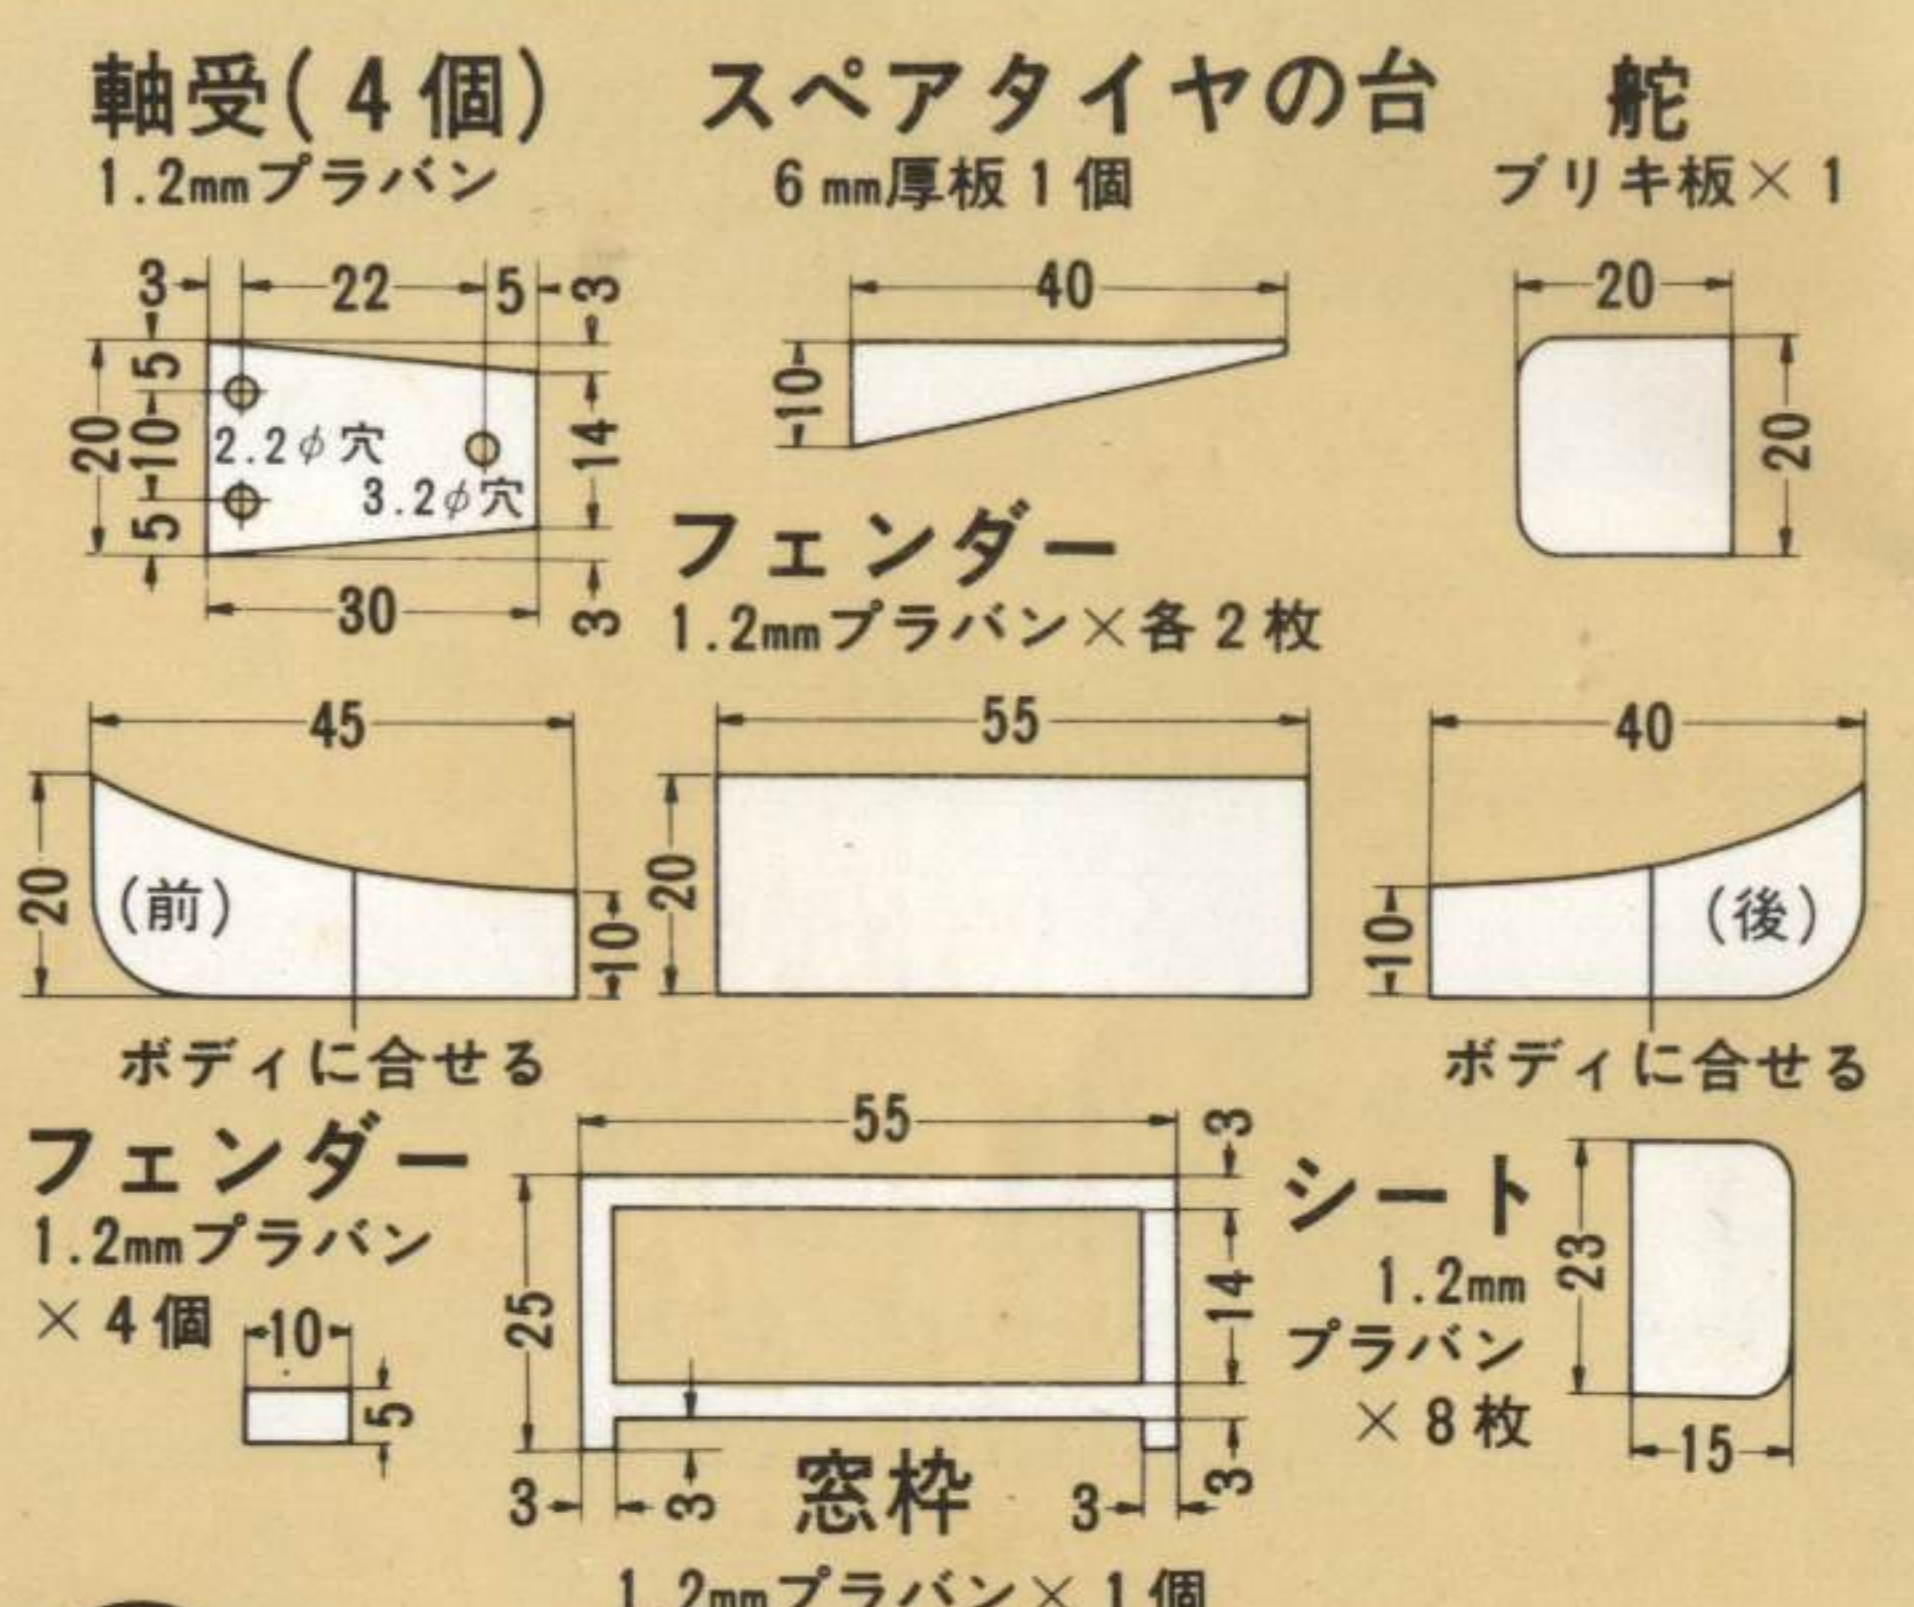 軸受(4個)
1.2mmプラバン
スペアタイヤの台
6mm厚板1個
舵
ブリキ板×1
3
22
5
3
5
20
10
5
2.2φ穴
3.2φ穴
14
30
3
40
10
20
20
フェンダー
1.2mmプラバン×各2枚
45
20
(前)
10
ボディに合せる
55
20
40
10
(後)
ボディに合せる
フェンダー
1.2mmプラバン
×4個
10
5
55
3
25
14
3
3
3
3
窓枠
1.2mmプラバン×1個
シート
1.2mm
プラバン
×8枚
23
15